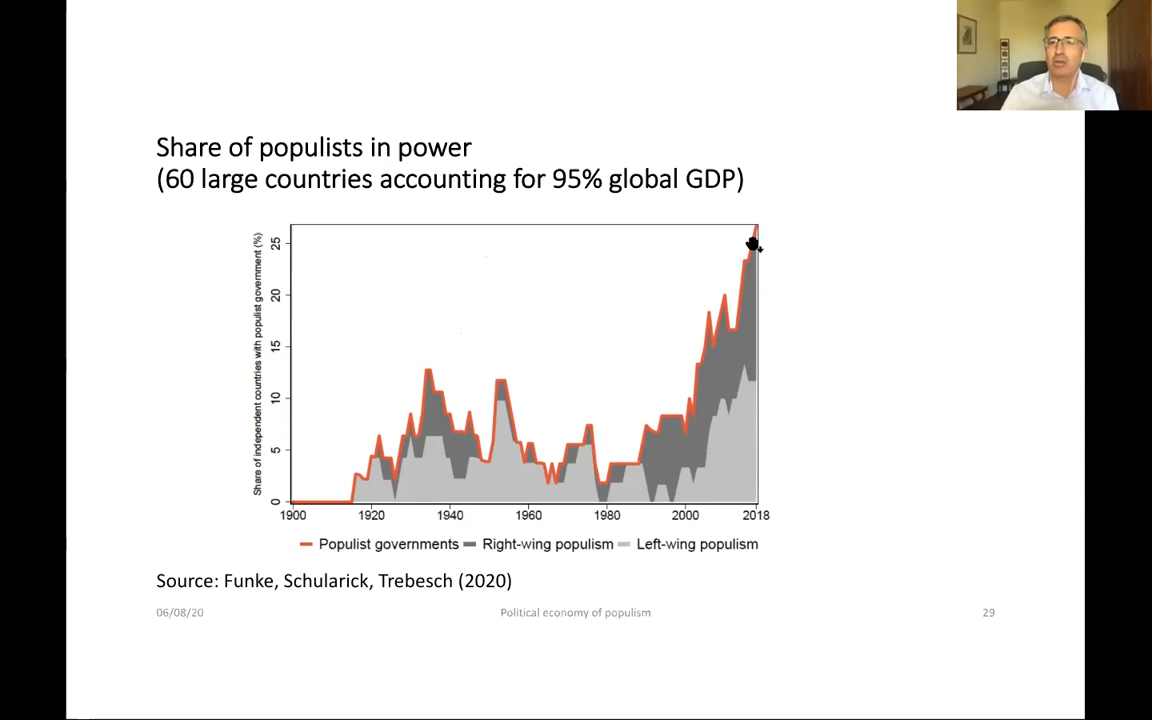 Share of populists in power
(60 large countries accounting for 95% global GDP)
Share of independent countries with populist government (%)
25
20
15
10
5
0
1900 1920 1940 1960 1980 2000 2018
Populist governments Right-wing populism Left-wing populism
Source: Funke, Schularick, Trebesch (2020)
06/08/20 Political economy of populism 29